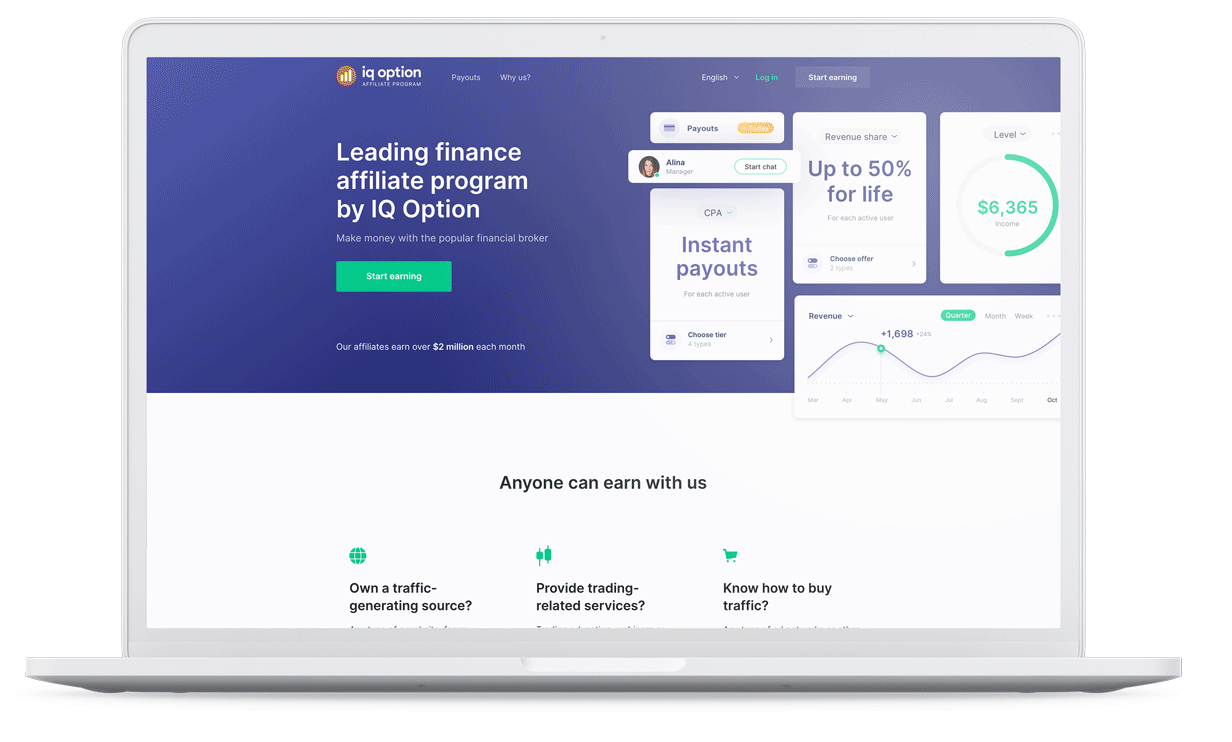 iq option
AFFILIATE PROGRAM
Payouts
Why us?
English
Log in
Start earning
Leading finance
affiliate program
by IQ Option
Make money with the popular financial broker
Start earning
Our affiliates earn over $2 million each month
Payouts
Alina
Manager
Start chat
CPA
Instant
payouts
For each active user
Choose tier
4 types
Revenue share
Up to 50%
for life
For each active user
Choose offer
2 types
Level
$6,365
Income
Revenue
Quarter
Month
Week
+1,698 +24%
Mar
Apr
May
Jun
Jul
Aug
Sept
Oct
Anyone can earn with us
Own a traffic-
generating source?
Provide trading-
related services?
Know how to buy
traffic?